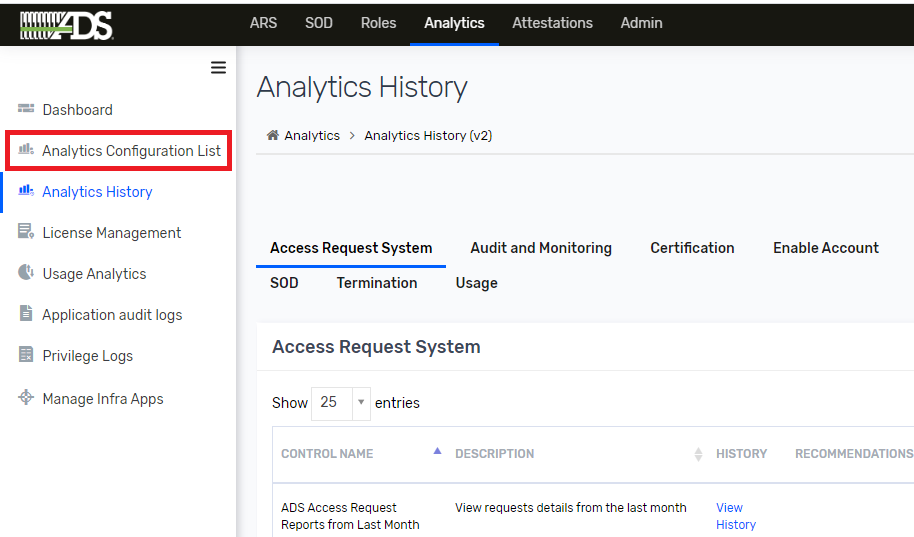 ADS
ARS SOD Roles Analytics Attestations Admin
Dashboard
Analytics Configuration List
Analytics History
License Management
Usage Analytics
Application audit logs
Privilege Logs
Manage Infra Apps
Analytics History
Analytics > Analytics History (v2)
Access Request System Audit and Monitoring Certification Enable Account
SOD Termination Usage
Access Request System
Show 25 entries
CONTROL NAME DESCRIPTION HISTORY RECOMMENDATIONS
ADS Access Request View requests details from the last month View
Reports from Last Month History